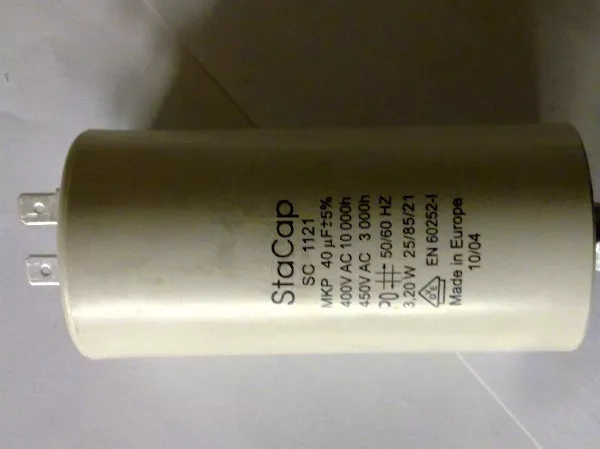 StaCap
SC 1121
MKP 40 µF±5%
400V AC 10 000h
450V AC 3 000h
P0 50/60 HZ
3.20 W 25/85/21
EN 60252-I
Made in Europe
10/04